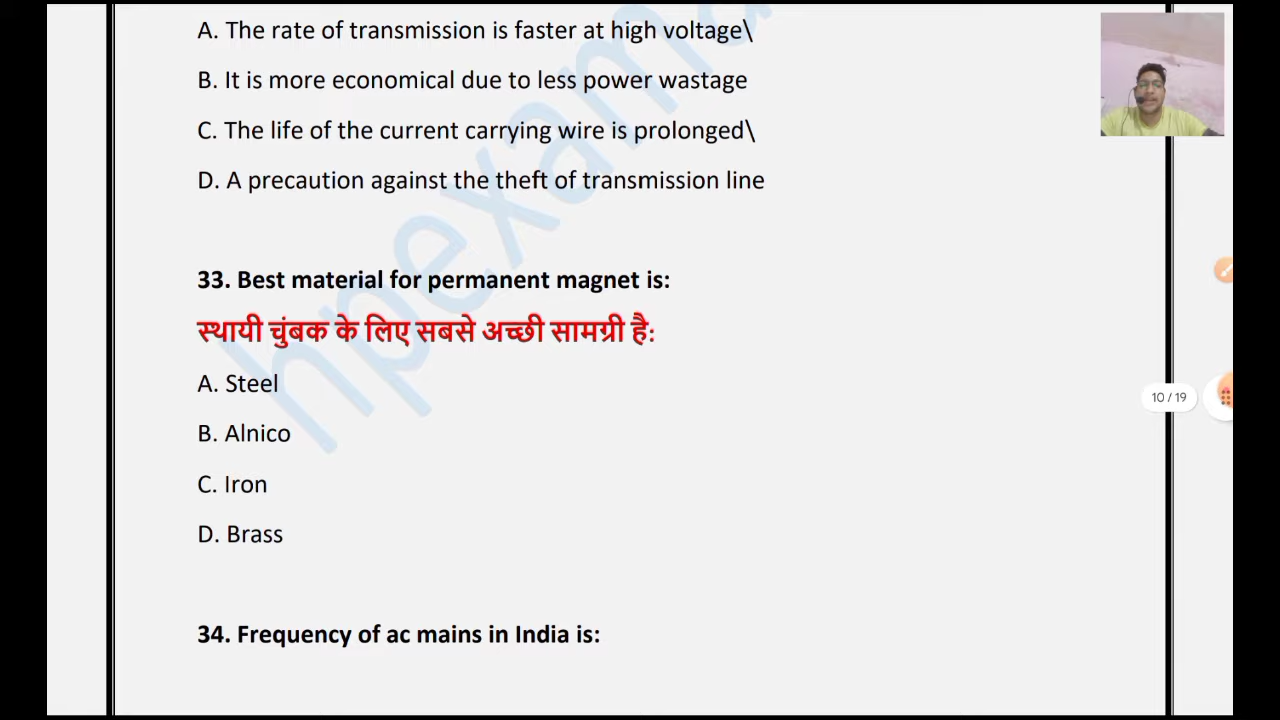 A. The rate of transmission is faster at high voltage\
B. It is more economical due to less power wastage
C. The life of the current carrying wire is prolonged\
D. A precaution against the theft of transmission line
33. Best material for permanent magnet is:
स्थायी चुंबक के लिए सबसे अच्छी सामग्री है:
A. Steel
B. Alnico
C. Iron
D. Brass
10 / 19
34. Frequency of ac mains in India is:
hpexama